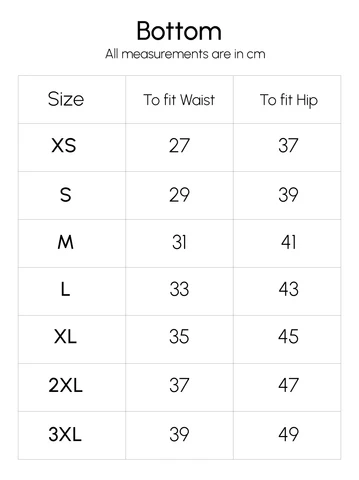 Bottom
All measurements are in cm
Size To fit Waist To fit Hip
XS 27 37
S 29 39
M 31 41
L 33 43
XL 35 45
2XL 37 47
3XL 39 49